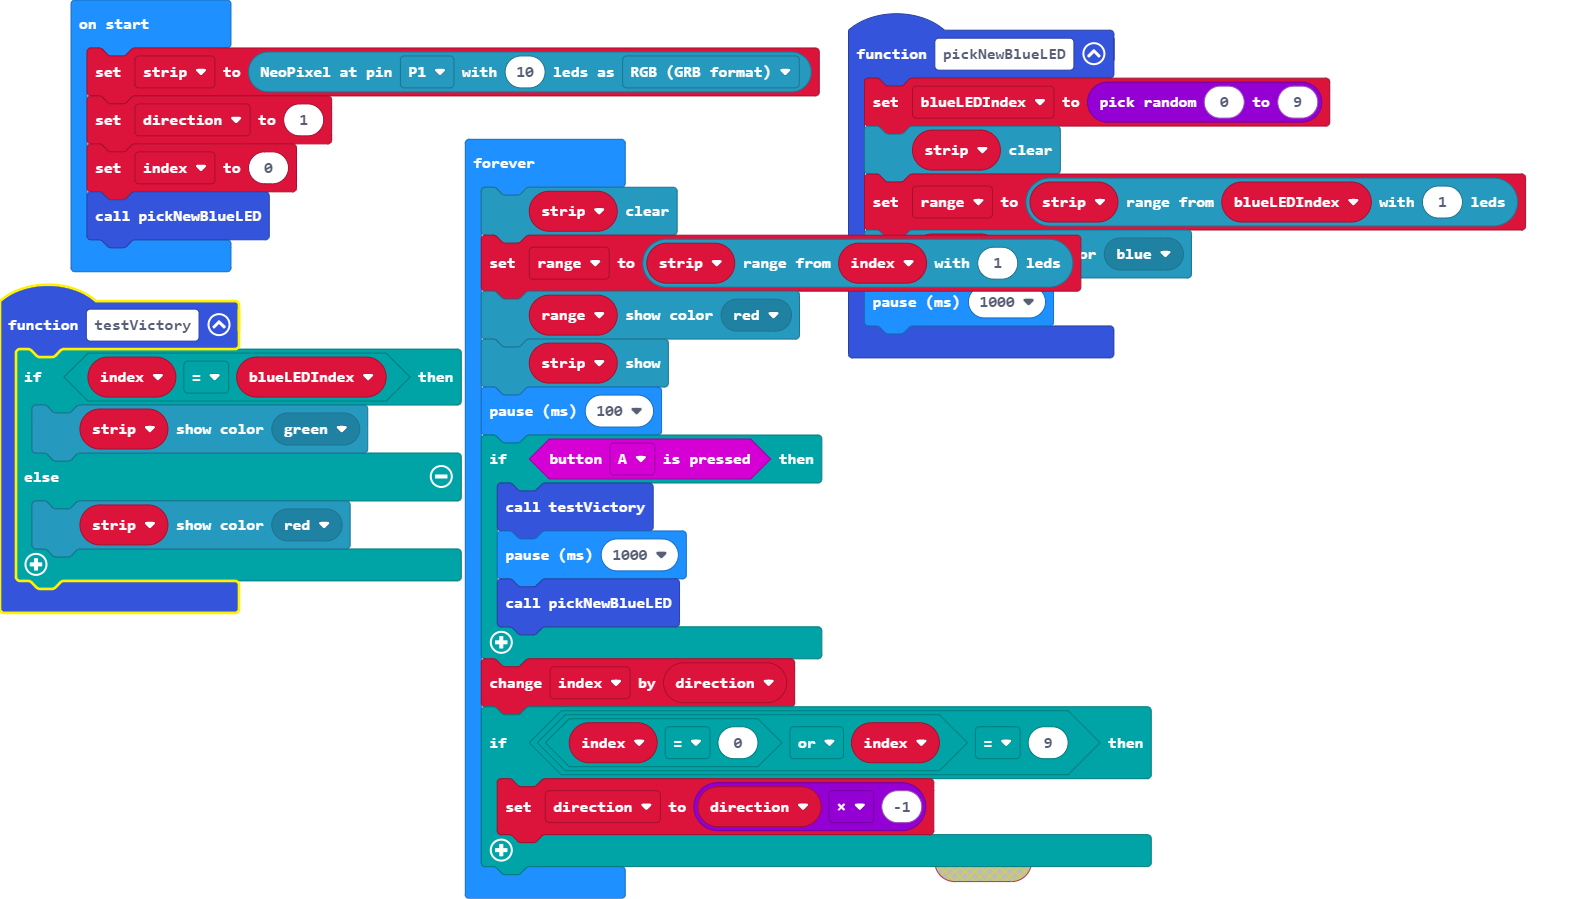 on start
set strip to NeoPixel at pin P1 with 10 leds as RGB (GRB format)
set direction to 1
set index to 0
call pickNewBlueLED
function testVictory
if index = blueLEDIndex then
strip show color green
else
strip show color red
forever
strip clear
set range to strip range from index with 1 leds
range show color red
strip show
pause (ms) 100
if button A is pressed then
call testVictory
pause (ms) 1000
call pickNewBlueLED
change index by direction
if index = 0 or index = 9 then
set direction to direction × -1
function pickNewBlueLED
set blueLEDIndex to pick random 0 to 9
strip clear
set range to strip range from blueLEDIndex with 1 leds
or blue
pause (ms) 1000